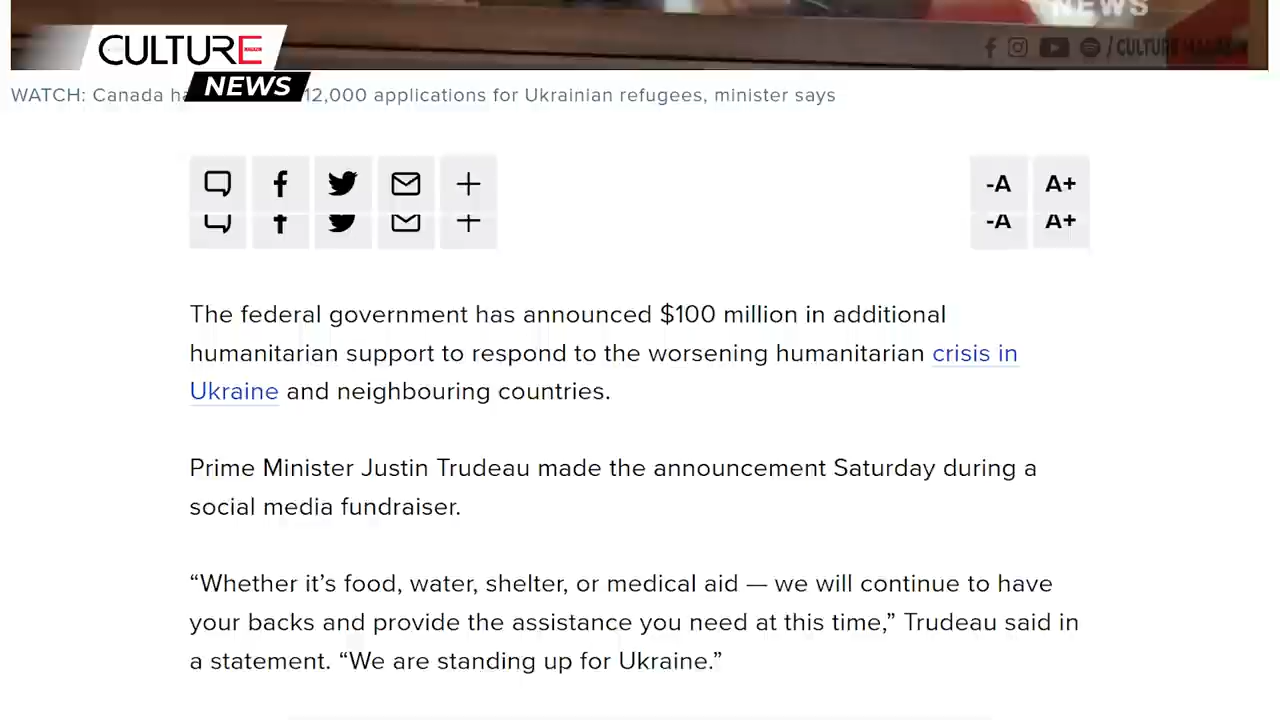 NEWS
CULTURE
/CULTURE
NEWS
WATCH: Canada 12,000 applications for Ukrainian refugees, minister says
-A A+
-A A+
The federal government has announced $100 million in additional
humanitarian support to respond to the worsening humanitarian crisis in
Ukraine and neighbouring countries.
Prime Minister Justin Trudeau made the announcement Saturday during a
social media fundraiser.
“Whether it’s food, water, shelter, or medical aid — we will continue to have
your backs and provide the assistance you need at this time,” Trudeau said in
a statement. “We are standing up for Ukraine.”